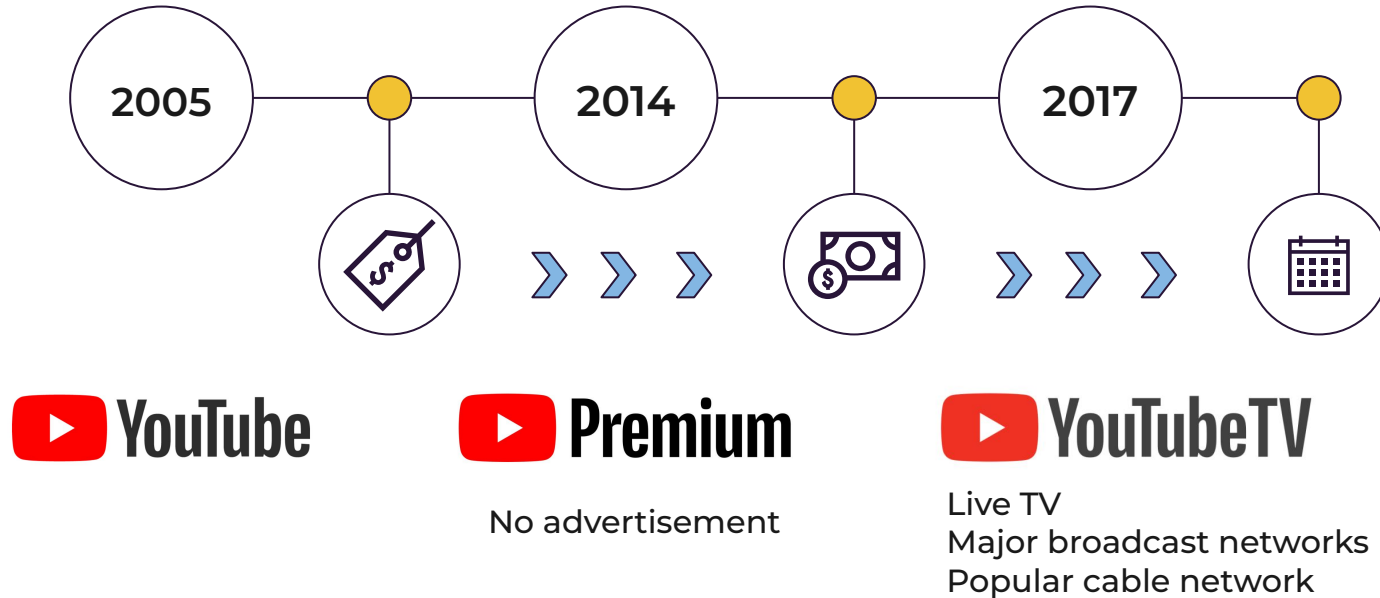 2005
2014
2017
$
$
YouTube
Premium
YouTubeTV
No advertisement
Live TV
Major broadcast networks
Popular cable network